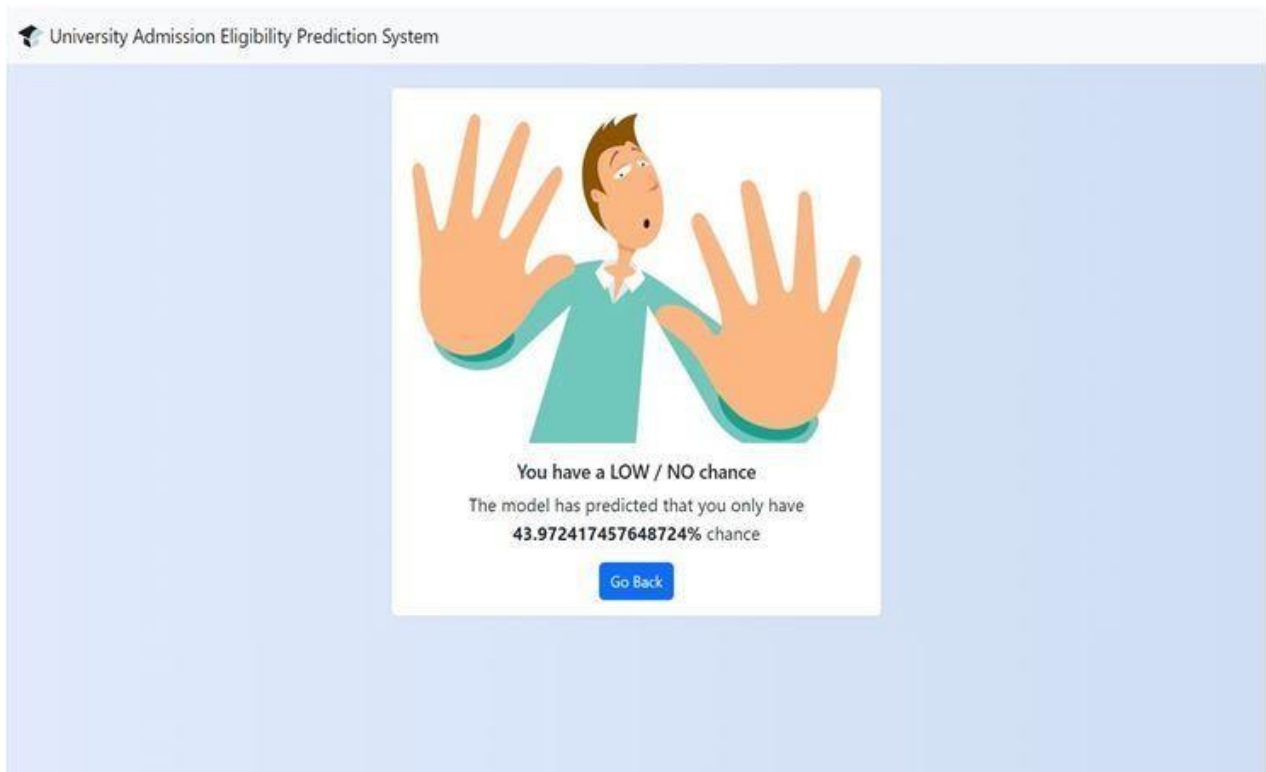 University Admission Eligibility Prediction System
You have a LOW / NO chance
The model has predicted that you only have
43.972417457648724% chance
Go Back